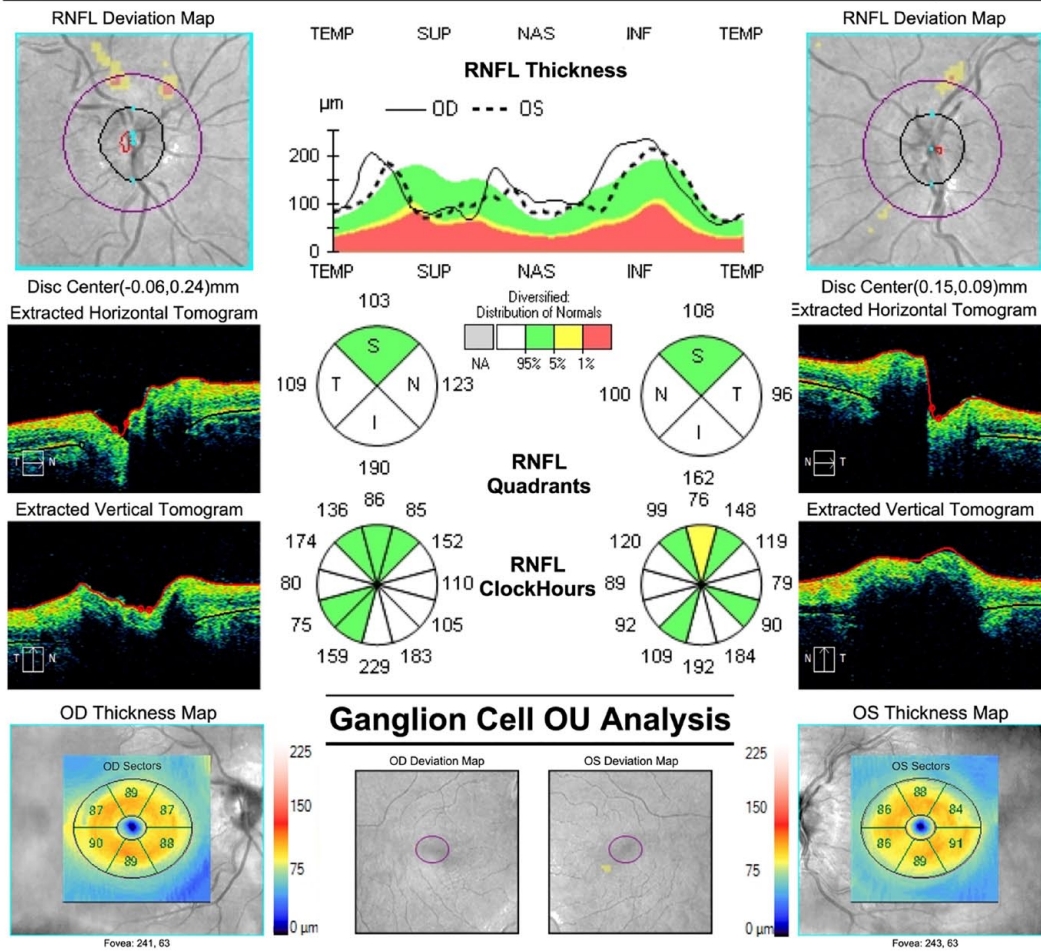 RNFL Deviation Map
TEMP SUP NAS INF TEMP
RNFL Deviation Map
RNFL Thickness
µm
OD OS
200
100
0
TEMP SUP NAS INF TEMP
Disc Center(-0.06,0.24)mm
Disc Center(0.15,0.09)mm
Extracted Horizontal Tomogram
Extracted Horizontal Tomogram
T N
N T
Diversified:
Distribution of Normals
NA 95% 5% 1%
103
S
109 T N 123
I
190
108
S
100 N T 96
I
162
RNFL
Quadrants
Extracted Vertical Tomogram
Extracted Vertical Tomogram
T N
N T
86
136 85
174 152
80 110
75 105
159 183
229
RNFL
ClockHours
76
99 148
120 119
89 79
92 90
109 184
192
Ganglion Cell OU Analysis
OD Thickness Map
OS Thickness Map
OD Sectors
89
87 87
90 88
89
225
150
75
0 µm
Fovea: 241, 63
OD Deviation Map
OS Deviation Map
225
150
75
0 µm
OS Sectors
88
86 84
86 91
89
Fovea: 243, 63